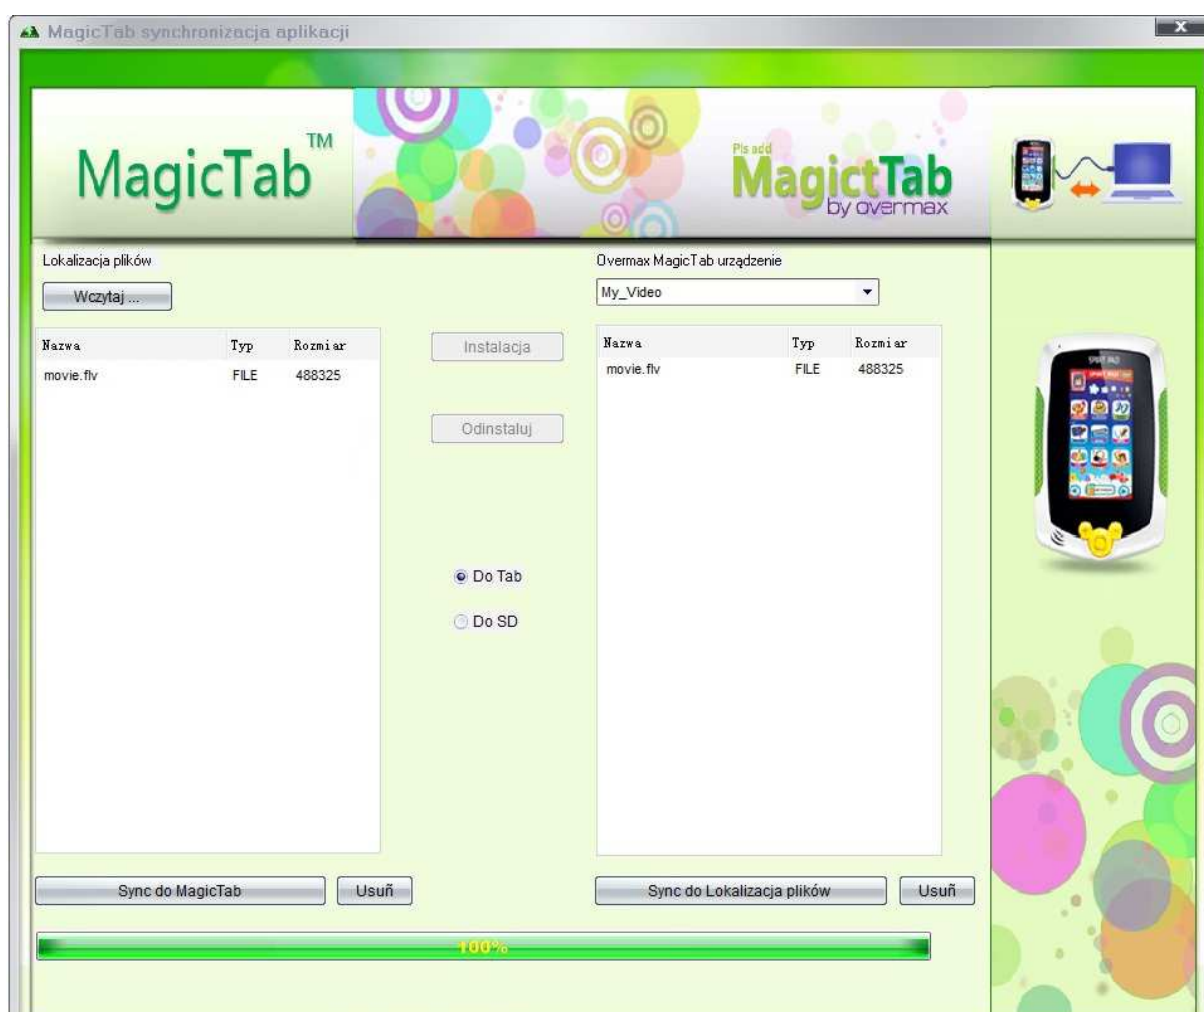 MagicTab synchronizacja aplikacji
X
MagicTab™
Pls add
MagictTab
by overmax
Lokalizacja plików
Wczytaj ...
Overmax MagicTab urządzenie
My_Video
Nazwa Typ Rozmiar
movie.flv FILE 488325
Instalacja
Odinstaluj
Do Tab
Do SD
Nazwa Typ Rozmiar
movie.flv FILE 488325
Sync do MagicTab
Usuñ
Sync do Lokalizacja plików
Usuñ
100%